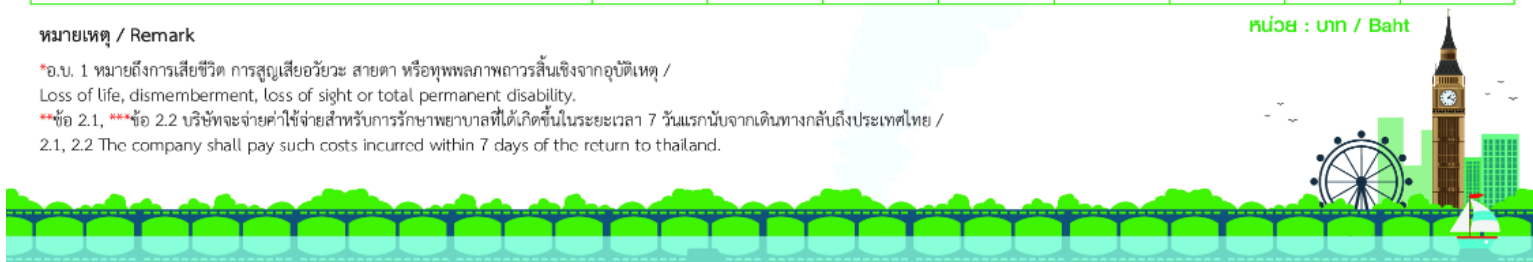 หน่วย : บาท / Baht
หมายเหตุ / Remark
*อ.บ. 1 หมายถึงการเสียชีวิต การสูญเสียอวัยวะ สายตา หรือทุพพลภาพถาวรสิ้นเชิงจากอุบัติเหตุ /
Loss of life, dismemberment, loss of sight or total permanent disability.
**ข้อ 2.1, ***ข้อ 2.2 บริษัทจะจ่ายค่าใช้จ่ายสำหรับการรักษาพยาบาลที่ได้เกิดขึ้นในระยะเวลา 7 วันแรกนับจากเดินทางกลับถึงประเทศไทย /
2.1, 2.2 The company shall pay such costs incurred within 7 days of the return to thailand.